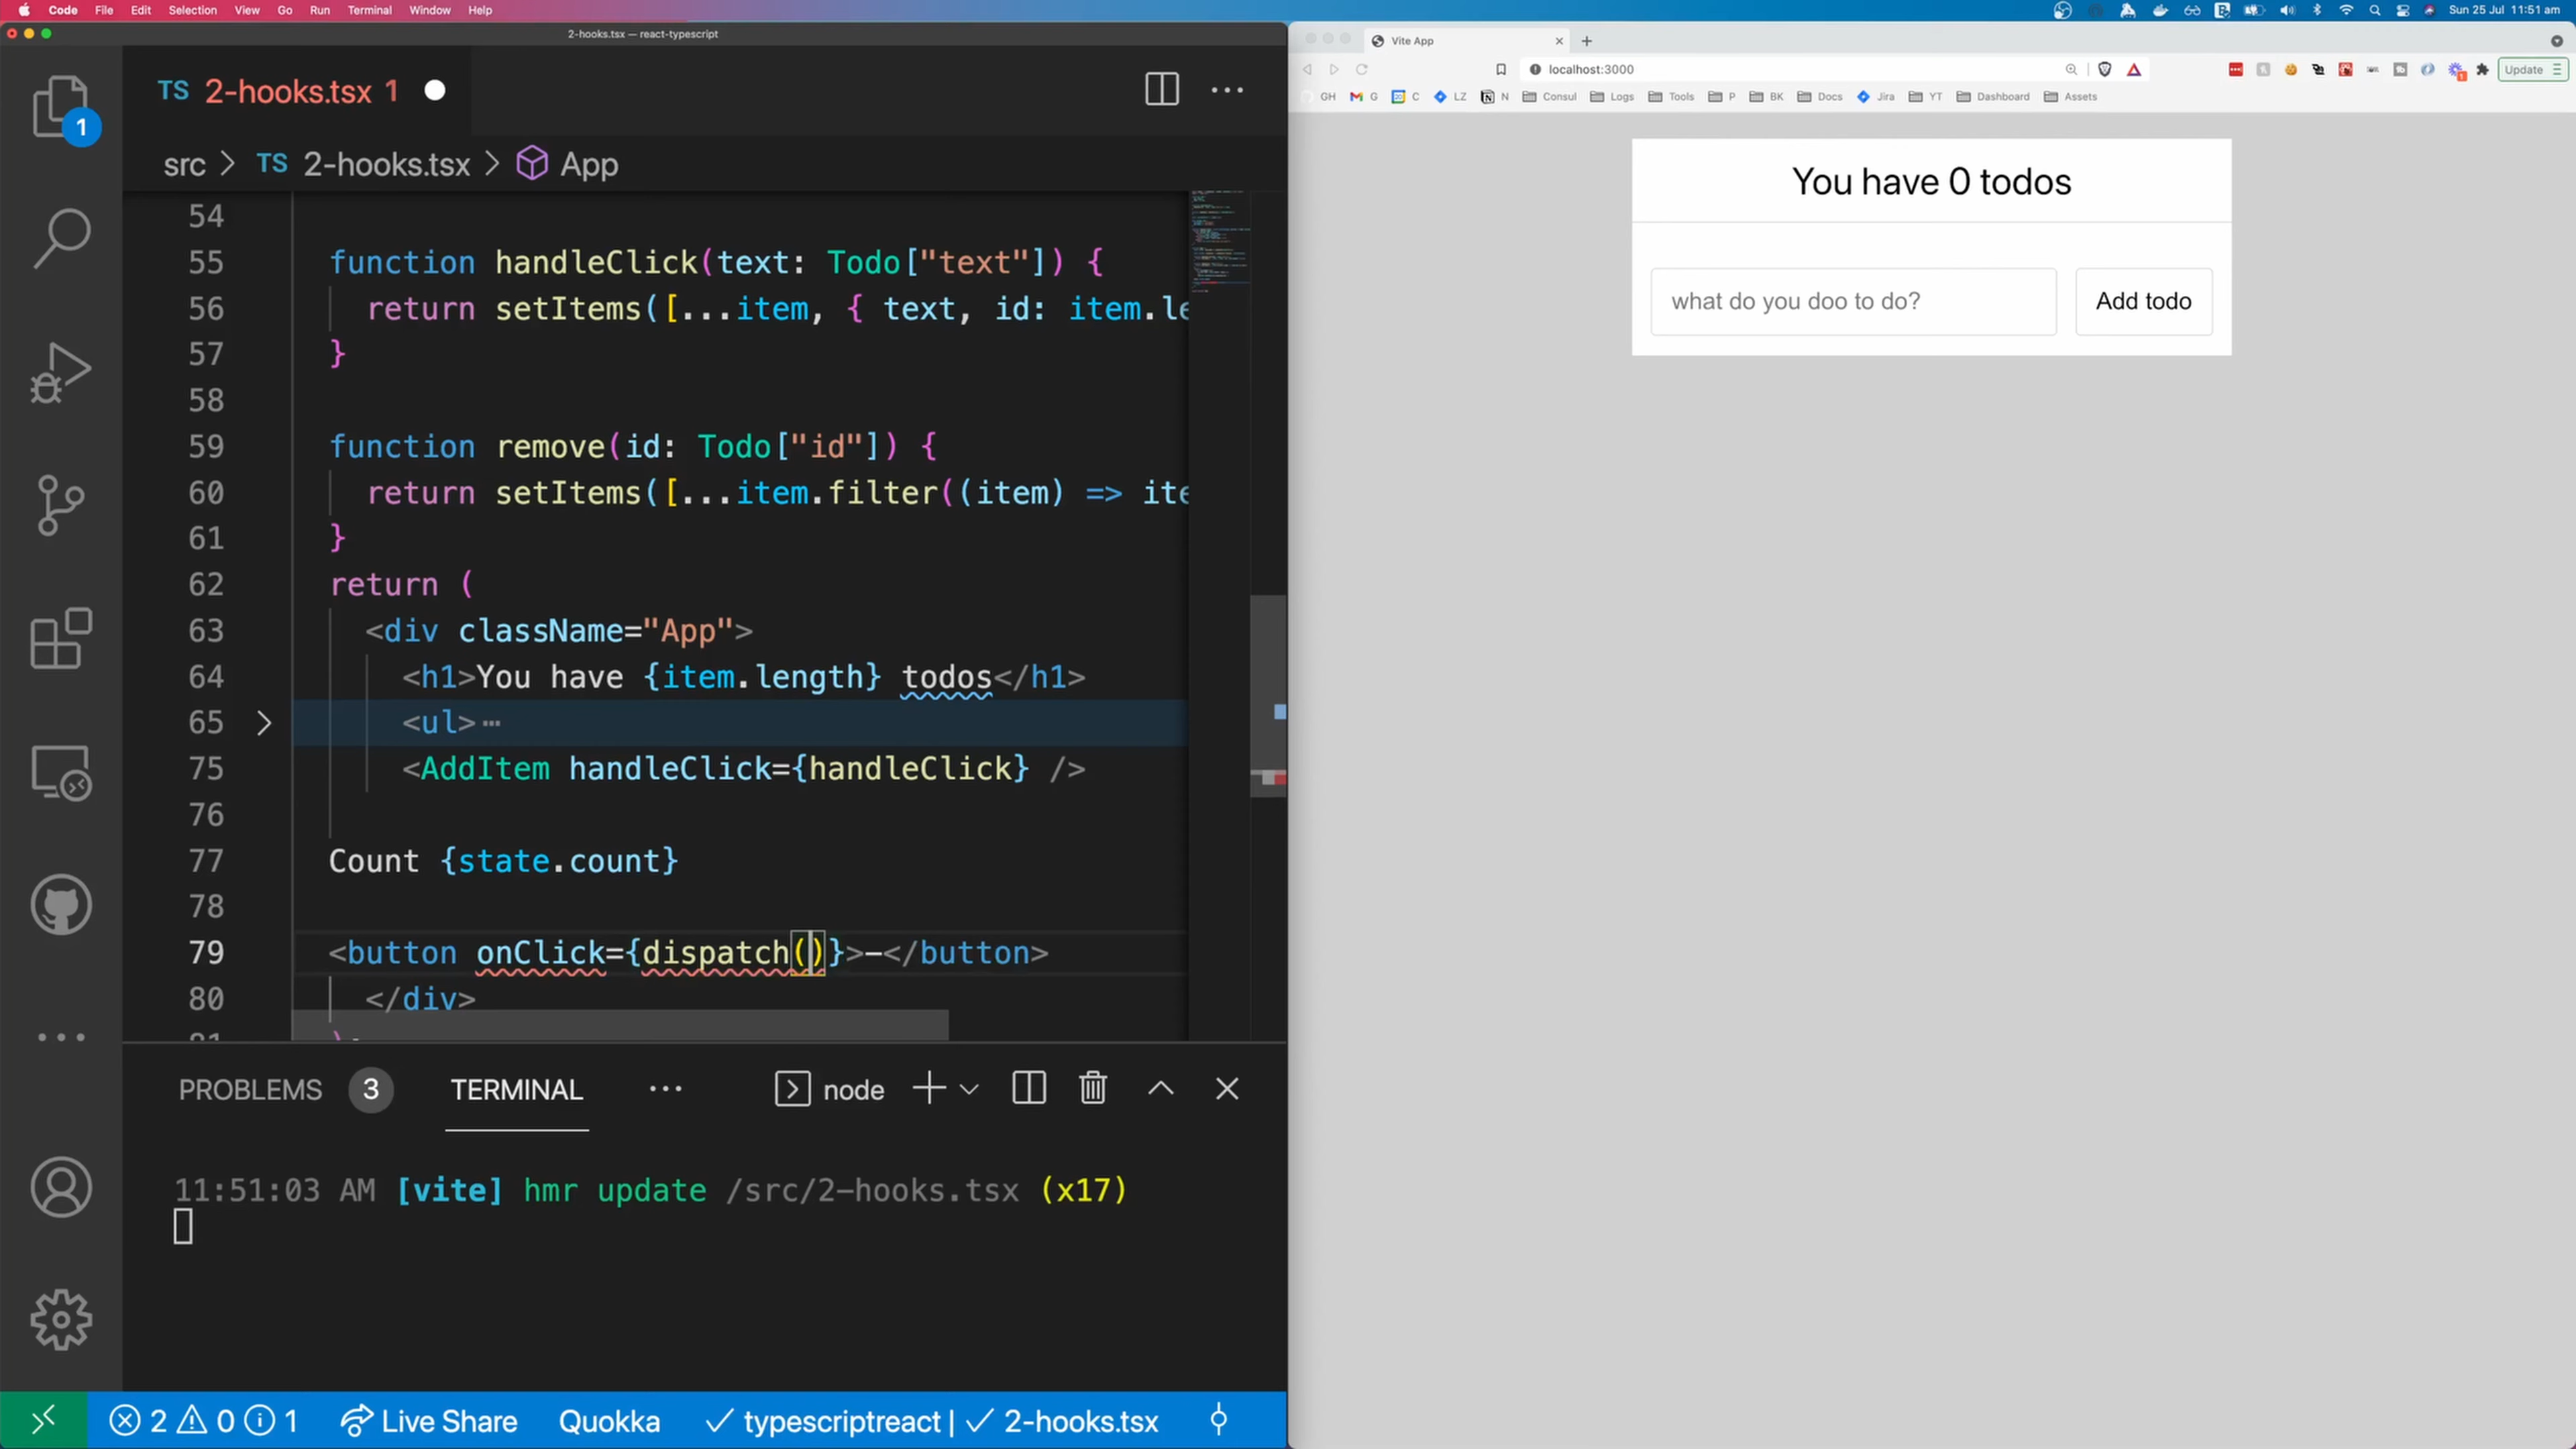 Code File Edit Selection View Go Run Terminal Window Help
Sun 25 Jul 11:51 am
2-hooks.tsx — react-typescript
TS 2-hooks.tsx 1
1
src > TS 2-hooks.tsx > App
54
55 function handleClick(text: Todo["text"]) {
56 return setItems([...item, { text, id: item.le
57 }
58
59 function remove(id: Todo["id"]) {
60 return setItems([...item.filter((item) => ite
61 }
62 return (
63 <div className="App">
64 <h1>You have {item.length} todos</h1>
65 <ul>…
75 <AddItem handleClick={handleClick} />
76
77 Count {state.count}
78
79 <button onClick={dispatch()}>-</button>
80 </div>
81 );
PROBLEMS 3 TERMINAL ··· node
11:51:03 AM [vite] hmr update /src/2-hooks.tsx (x17)
2 0 1 Live Share Quokka typescriptreact | 2-hooks.tsx
Vite App
localhost:3000
Update
GH G C LZ N Consul Logs Tools P BK Docs Jira YT Dashboard Assets
You have 0 todos
what do you doo to do?
Add todo